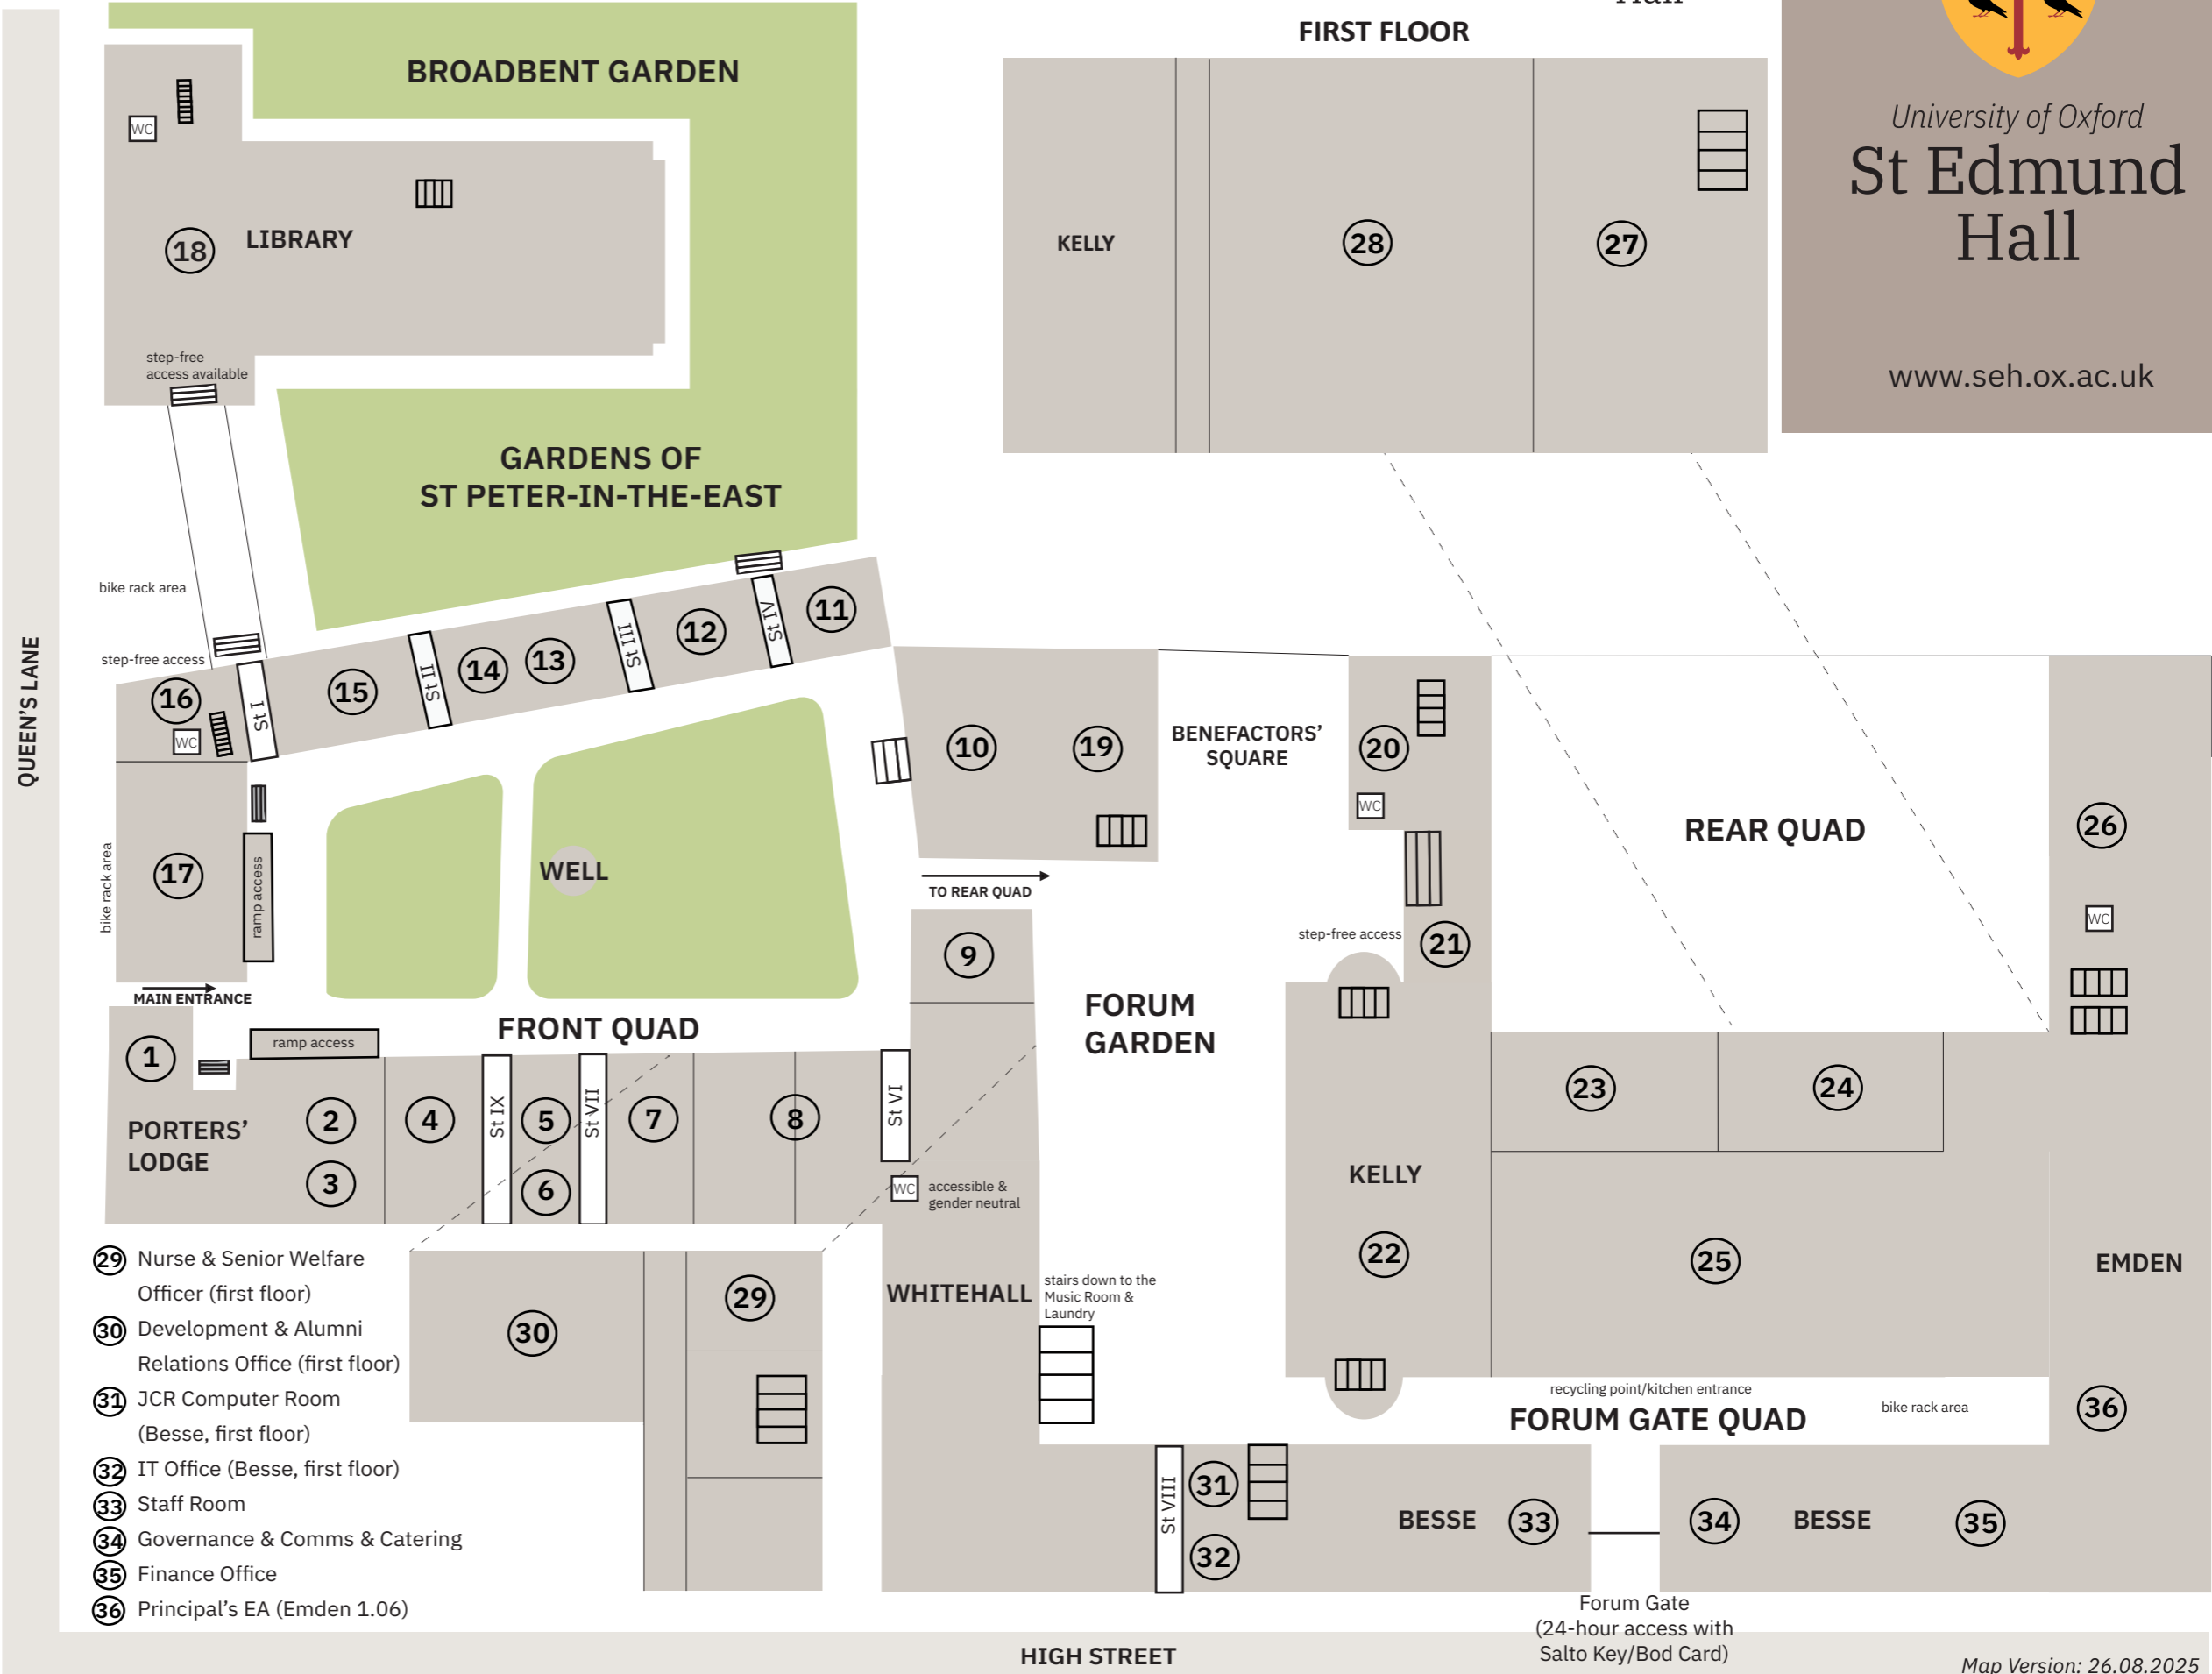 FIRST FLOOR
BROADBENT GARDEN
WC
18
LIBRARY
step-free
access available
GARDENS OF
ST PETER-IN-THE-EAST
KELLY
28
27
University of Oxford
St Edmund
Hall
www.seh.ox.ac.uk
QUEEN'S LANE
bike rack area
step-free access
16
WC
St I
15
St II
14
13
St III
12
St IV
11
17
bike rack area
ramp access
WELL
10
19
BENEFACTORS'
SQUARE
20
WC
REAR QUAD
26
WC
TO REAR QUAD
9
step-free access
21
MAIN ENTRANCE
FRONT QUAD
FORUM
GARDEN
1
ramp access
PORTERS'
LODGE
2
3
4
St IX
5
6
St VII
7
8
St VI
WC
accessible &
gender neutral
23
24
KELLY
22
25
EMDEN
WHITEHALL
stairs down to the
Music Room &
Laundry
30
29
29 Nurse & Senior Welfare
Officer (first floor)
30 Development & Alumni
Relations Office (first floor)
31 JCR Computer Room
(Besse, first floor)
32 IT Office (Besse, first floor)
33 Staff Room
34 Governance & Comms & Catering
35 Finance Office
36 Principal's EA (Emden 1.06)
recycling point/kitchen entrance
FORUM GATE QUAD
bike rack area
36
St VIII
31
32
BESSE
33
34
BESSE
35
Forum Gate
(24-hour access with
Salto Key/Bod Card)
HIGH STREET
Map Version: 26.08.2025